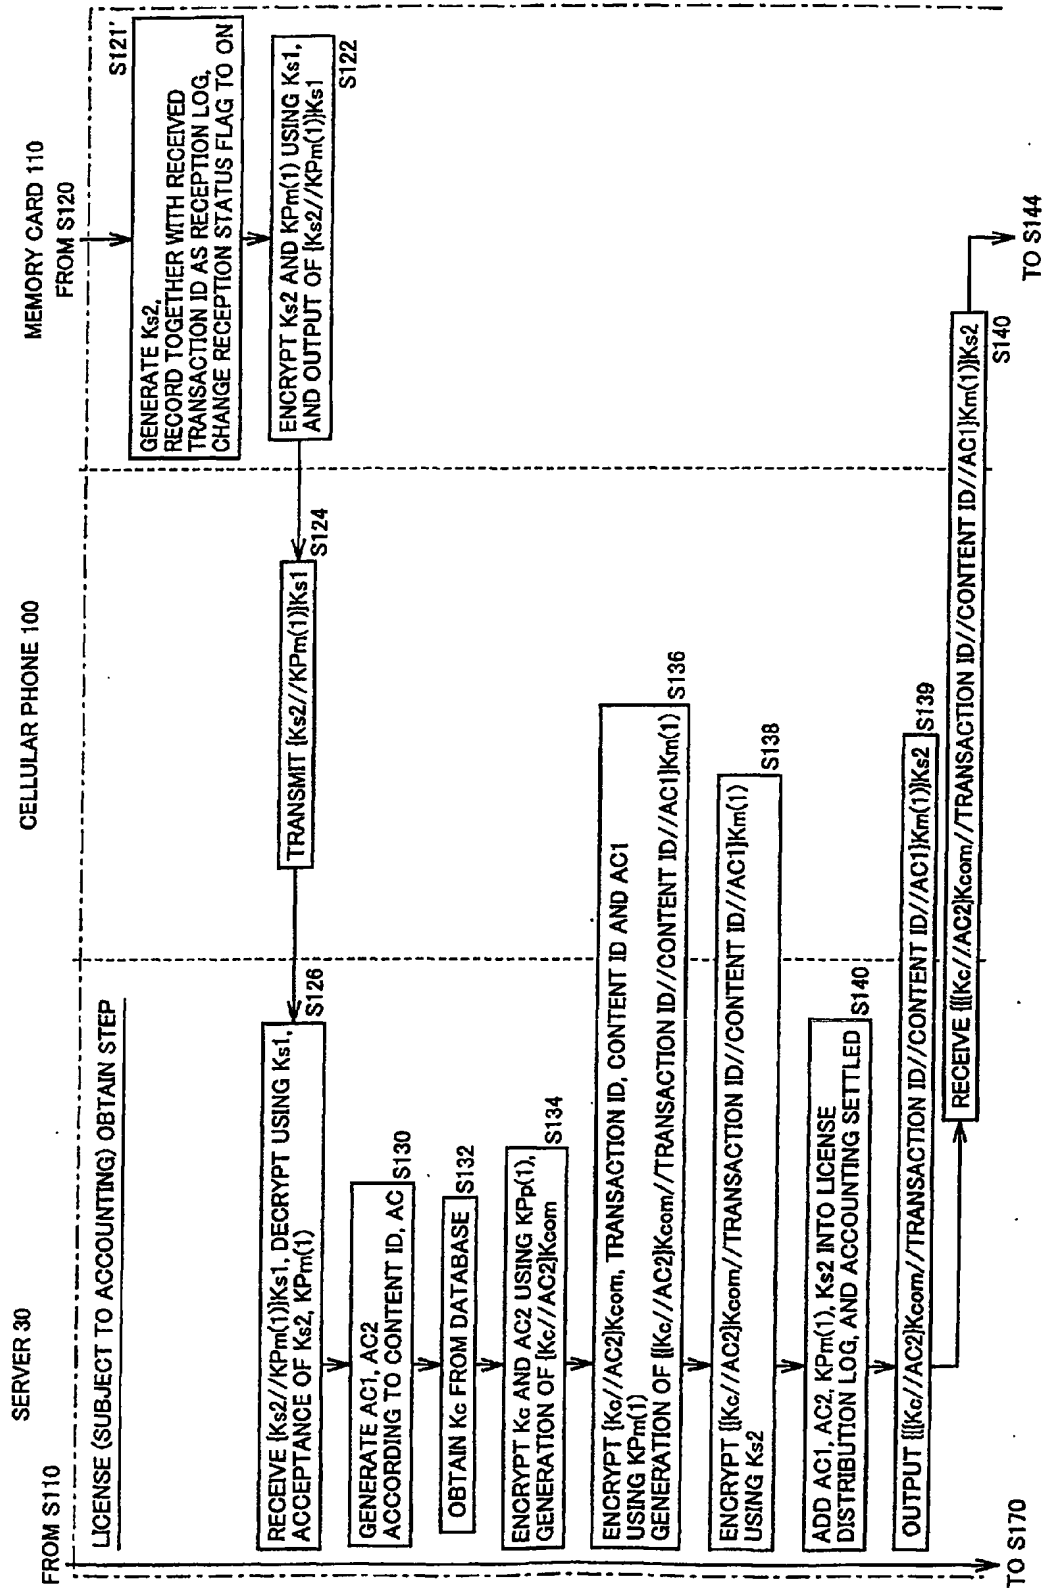 SERVER 30
CELLULAR PHONE 100
MEMORY CARD 110
FROM S110
FROM S120
LICENSE (SUBJECT TO ACCOUNTING) OBTAIN STEP
S121'
GENERATE Ks2,
RECORD TOGETHER WITH RECEIVED
TRANSACTION ID AS RECEPTION LOG,
CHANGE RECEPTION STATUS FLAG TO ON
ENCRYPT Ks2 AND KPm(1) USING Ks1,
AND OUTPUT OF {Ks2//KPm(1)}Ks1
S122
TRANSMIT {Ks2//KPm(1)}Ks1
S124
RECEIVE {Ks2//KPm(1)}Ks1, DECRYPT USING Ks1,
ACCEPTANCE OF Ks2, KPm(1)
S126
GENERATE AC1, AC2
ACCORDING TO CONTENT ID, AC
S130
OBTAIN Kc FROM DATABASE
S132
ENCRYPT Kc AND AC2 USING KPp(1),
GENERATION OF {Kc//AC2}Kcom
S134
ENCRYPT {Kc//AC2}Kcom, TRANSACTION ID, CONTENT ID AND AC1
USING KPm(1)
GENERATION OF {{Kc//AC2}Kcom//TRANSACTION ID//CONTENT ID//AC1}Km(1)
S136
ENCRYPT {{Kc//AC2}Kcom//TRANSACTION ID//CONTENT ID//AC1}Km(1)
USING Ks2
S138
ADD AC1, AC2, KPm(1), Ks2 INTO LICENSE
DISTRIBUTION LOG, AND ACCOUNTING SETTLED
S140
OUTPUT {{{Kc//AC2}Kcom//TRANSACTION ID//CONTENT ID//AC1}Km(1)}Ks2
S139
RECEIVE {{{Kc//AC2}Kcom//TRANSACTION ID//CONTENT ID//AC1}Km(1)}Ks2
S140
TO S170
TO S144